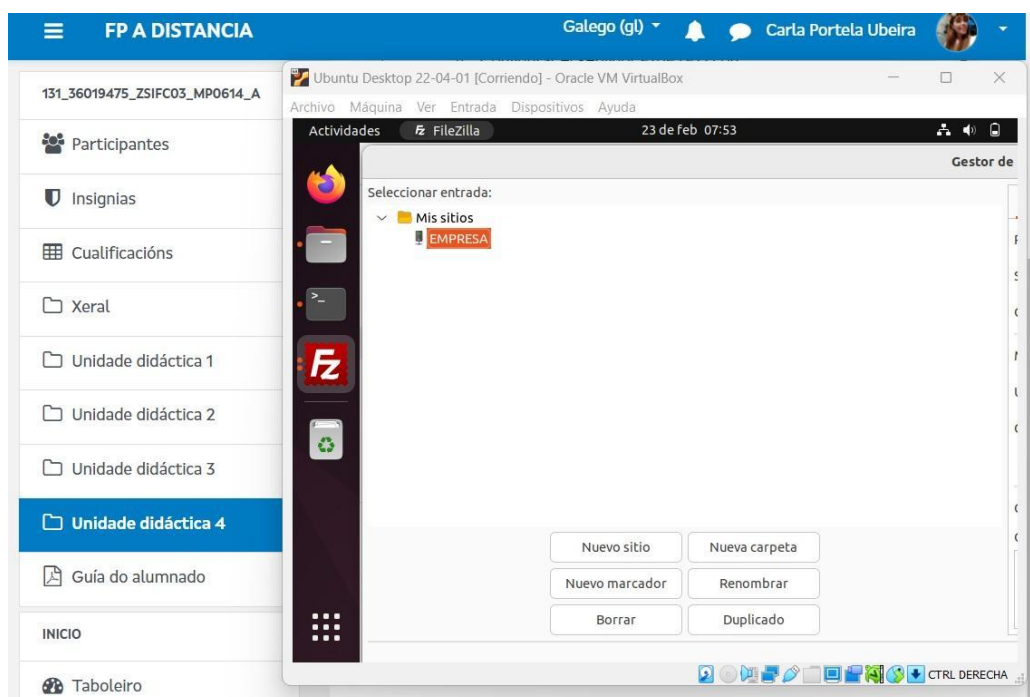 FP A DISTANCIA
Galego (gl)
Carla Portela Ubeira
131_36019475_ZSIFC03_MP0614_A
Participantes
Insignias
Cualificacións
Xeral
Unidade didáctica 1
Unidade didáctica 2
Unidade didáctica 3
Unidade didáctica 4
Guía do alumnado
INICIO
Taboleiro
Ubuntu Desktop 22-04-01 [Corriendo] - Oracle VM VirtualBox
Archivo Máquina Ver Entrada Dispositivos Ayuda
Actividades FileZilla 23 de feb 07:53
Gestor de
Seleccionar entrada:
Mis sitios
EMPRESA
Nuevo sitio Nueva carpeta
Nuevo marcador Renombrar
Borrar Duplicado
CTRL DERECHA